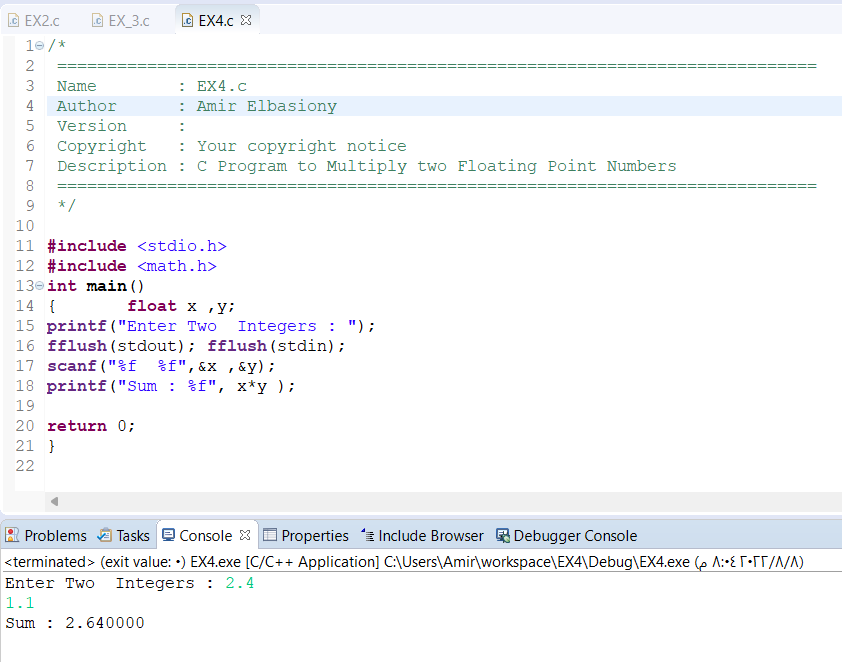 EX2.c EX_3.c EX4.c
1 /*
2 ============================================================================
3 Name        : EX4.c
4 Author      : Amir Elbasiony
5 Version     :
6 Copyright   : Your copyright notice
7 Description : C Program to Multiply two Floating Point Numbers
8 ============================================================================
9 */
10
11 #include <stdio.h>
12 #include <math.h>
13 int main()
14 {       float x ,y;
15 printf("Enter Two  Integers : ");
16 fflush(stdout); fflush(stdin);
17 scanf("%f  %f",&x ,&y);
18 printf("Sum : %f", x*y );
19
20 return 0;
21 }
22
Problems Tasks Console Properties Include Browser Debugger Console
<terminated> (exit value: ٠) EX4.exe [C/C++ Application] C:\Users\Amir\workspace\EX4\Debug\EX4.exe (٢٠٢٢/٨/٨ ٨:٠٤ م)
Enter Two  Integers : 2.4
1.1
Sum : 2.640000